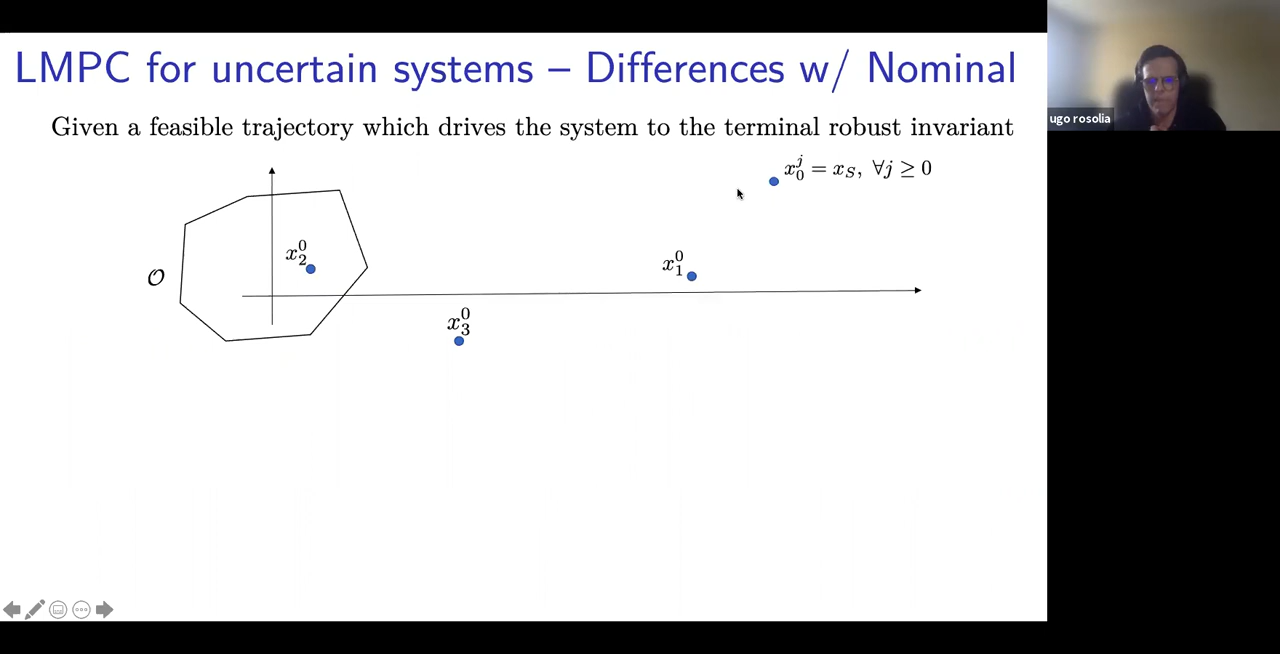 LMPC for uncertain systems – Differences w/ Nominal
Given a feasible trajectory which drives the system to the terminal robust invariant
ugo rosolia
x_0^j = x_S, ∀j ≥ 0
x_2^0
x_1^0
𝒪
x_3^0